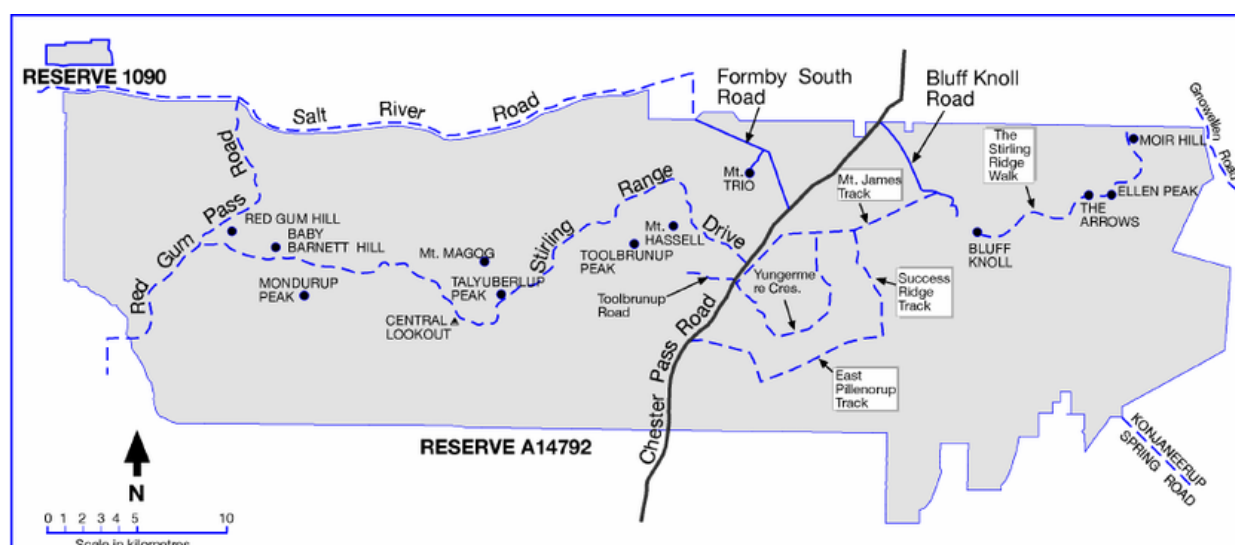 RESERVE 1090
Salt River Road
Formby South
Road
Bluff Knoll
Road
Gnowellen Road
Red Gum Pass Road
The
Stirling
Ridge
Walk
MOIR HILL
Mt.
TRIO
Mt. James
Track
ELLEN PEAK
THE
ARROWS
RED GUM HILL
BABY
BARNETT HILL
Mt. MAGOG
Stirling Range Drive
Mt.
HASSELL
TOOLBRUNUP
PEAK
BLUFF
KNOLL
MONDURUP
PEAK
TALYUBERLUP
PEAK
Toolbrunup
Road
Yungerme
re Cres.
Success
Ridge
Track
CENTRAL
LOOKOUT
Chester Pass Road
East
Pillenorup
Track
RESERVE A14792
KONJANEERUP
SPRING ROAD
N
0 1 2 3 4 5 10
Scale in kilometres